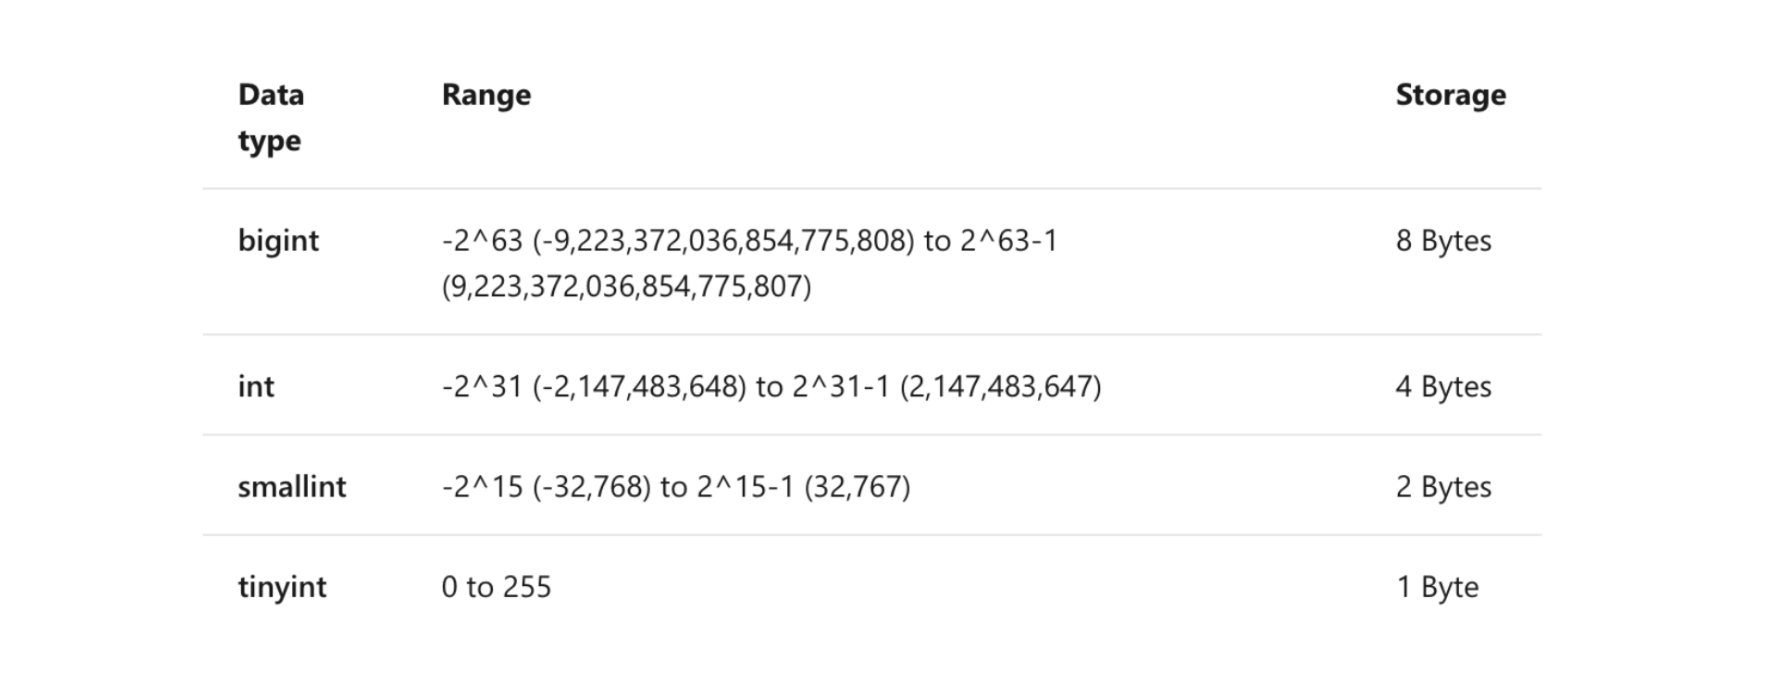 Data type Range Storage
bigint -2^63 (-9,223,372,036,854,775,808) to 2^63-1 8 Bytes
(9,223,372,036,854,775,807)
int -2^31 (-2,147,483,648) to 2^31-1 (2,147,483,647) 4 Bytes
smallint -2^15 (-32,768) to 2^15-1 (32,767) 2 Bytes
tinyint 0 to 255 1 Byte